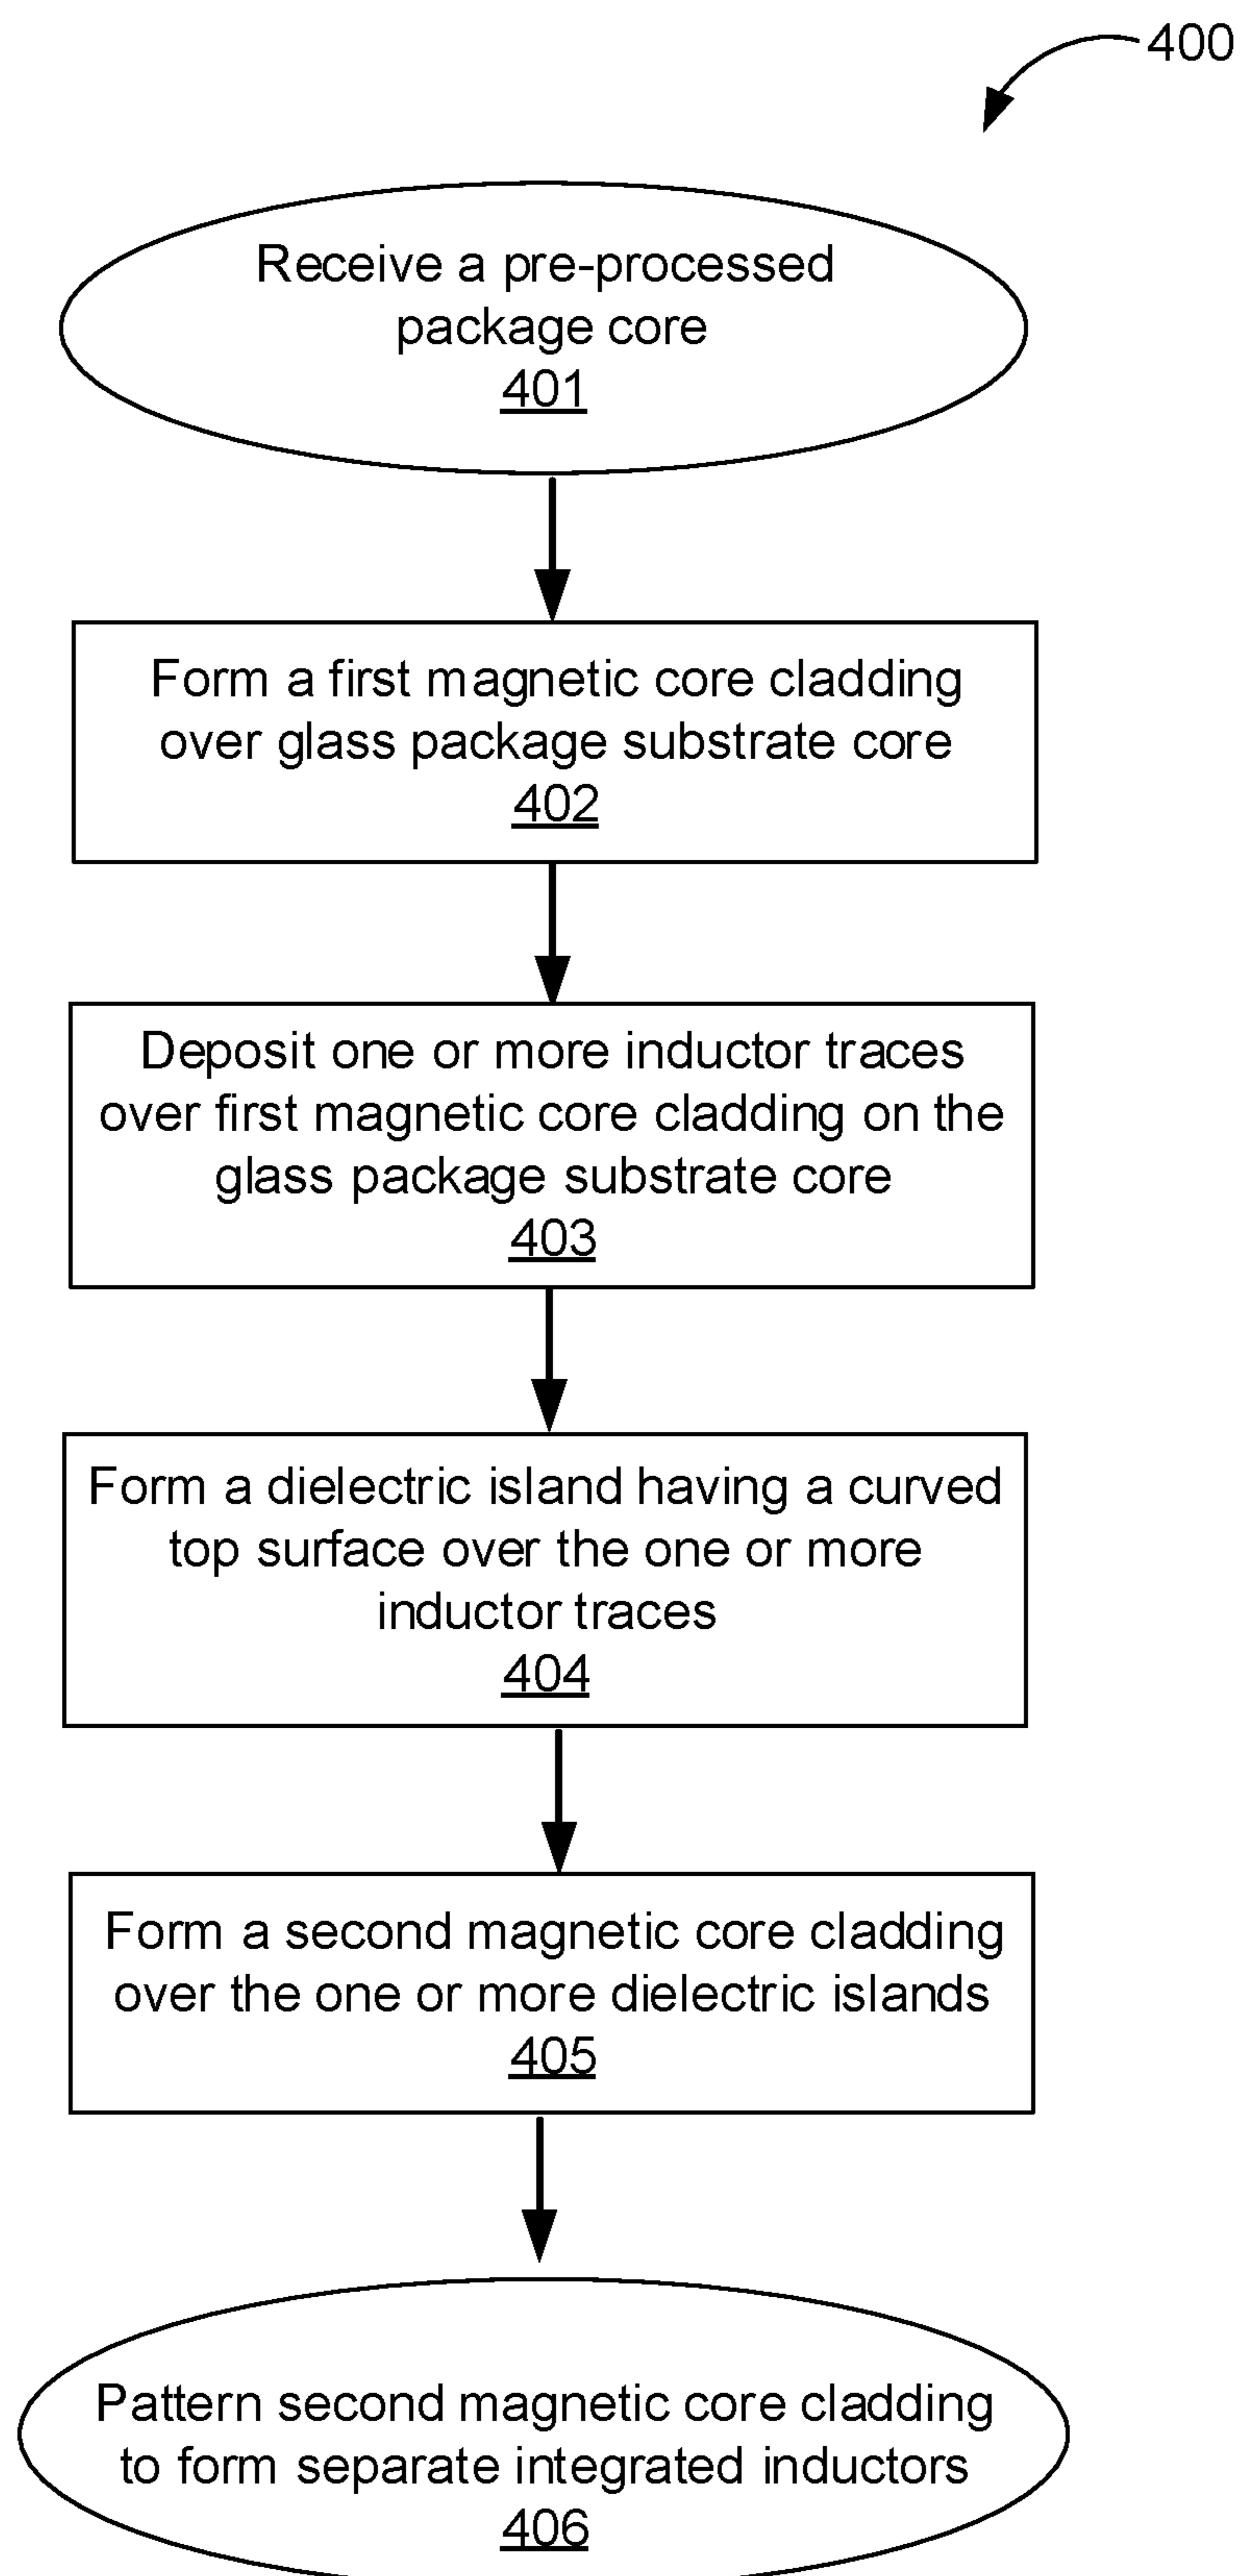 400
Receive a pre-processed
package core
401
Form a first magnetic core cladding
over glass package substrate core
402
Deposit one or more inductor traces
over first magnetic core cladding on the
glass package substrate core
403
Form a dielectric island having a curved
top surface over the one or more
inductor traces
404
Form a second magnetic core cladding
over the one or more dielectric islands
405
Pattern second magnetic core cladding
to form separate integrated inductors
406